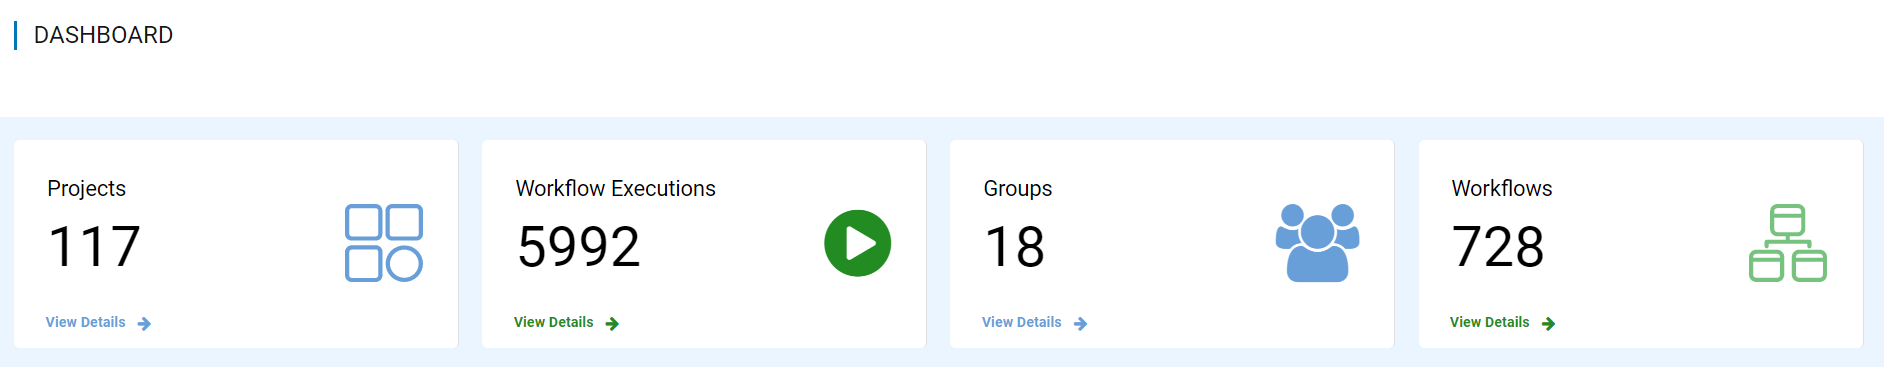 DASHBOARD
Projects
117
View Details
Workflow Executions
5992
View Details
Groups
18
View Details
Workflows
728
View Details